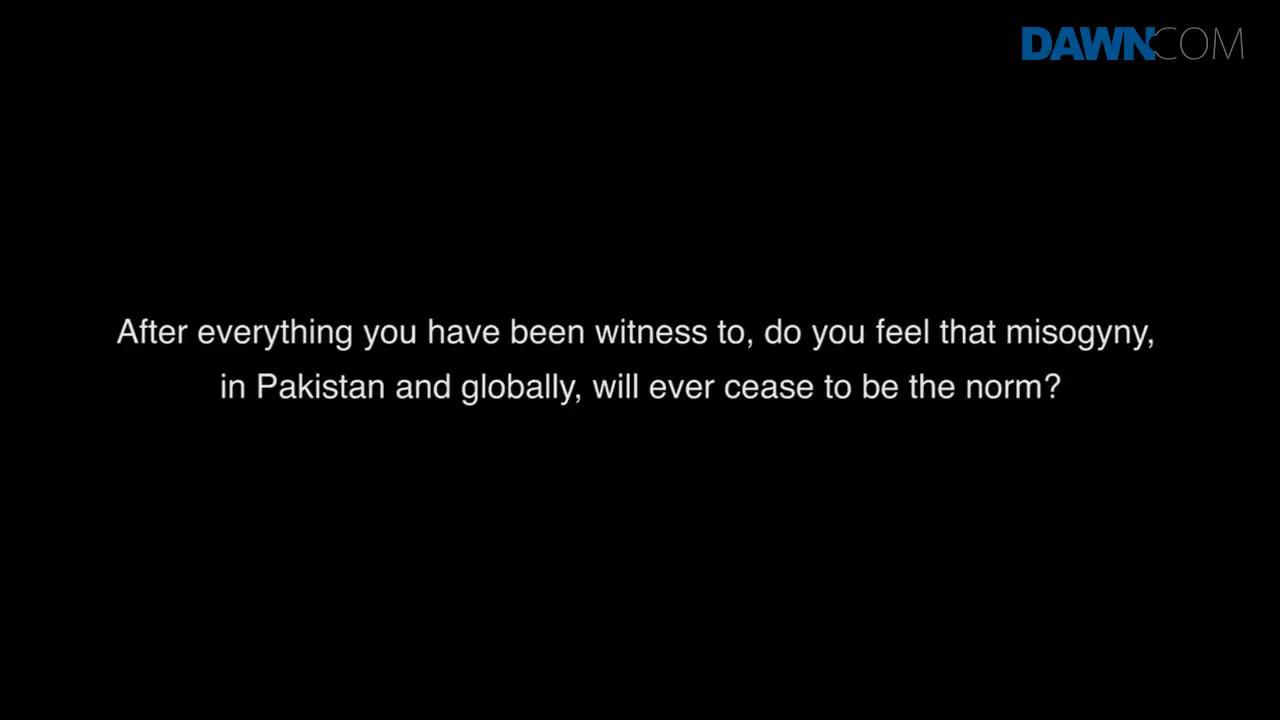 DAWN.COM
After everything you have been witness to, do you feel that misogyny,
in Pakistan and globally, will ever cease to be the norm?